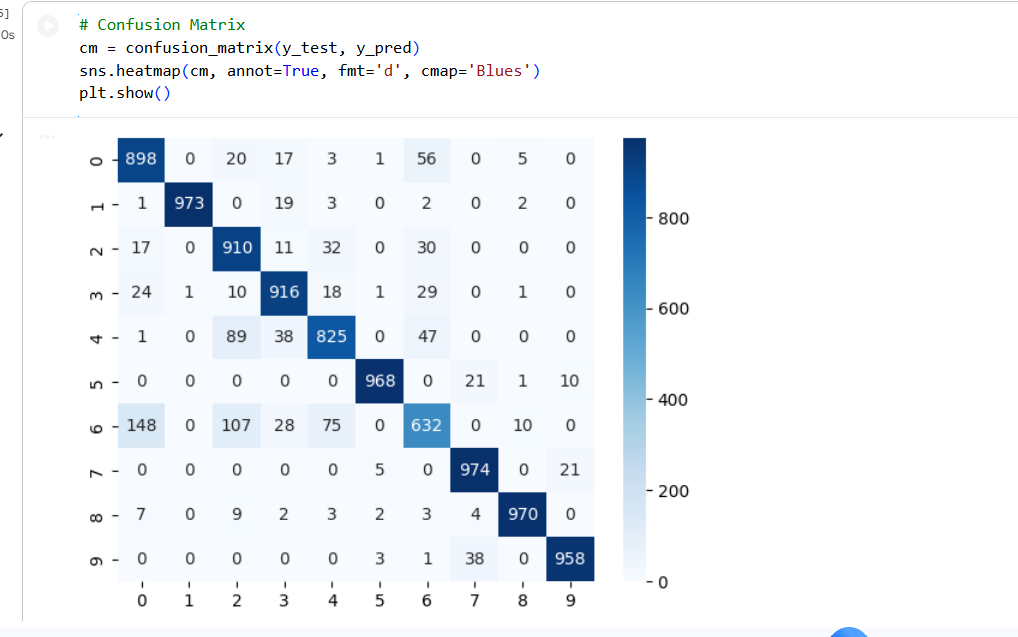 5]
0s
# Confusion Matrix
cm = confusion_matrix(y_test, y_pred)
sns.heatmap(cm, annot=True, fmt='d', cmap='Blues')
plt.show()
0 898 0 20 17 3 1 56 0 5 0
1 1 973 0 19 3 0 2 0 2 0
2 17 0 910 11 32 0 30 0 0 0
3 24 1 10 916 18 1 29 0 1 0
4 1 0 89 38 825 0 47 0 0 0
5 0 0 0 0 0 968 0 21 1 10
6 148 0 107 28 75 0 632 0 10 0
7 0 0 0 0 0 5 0 974 0 21
8 7 0 9 2 3 2 3 4 970 0
9 0 0 0 0 0 3 1 38 0 958
0 1 2 3 4 5 6 7 8 9
800
600
400
200
0